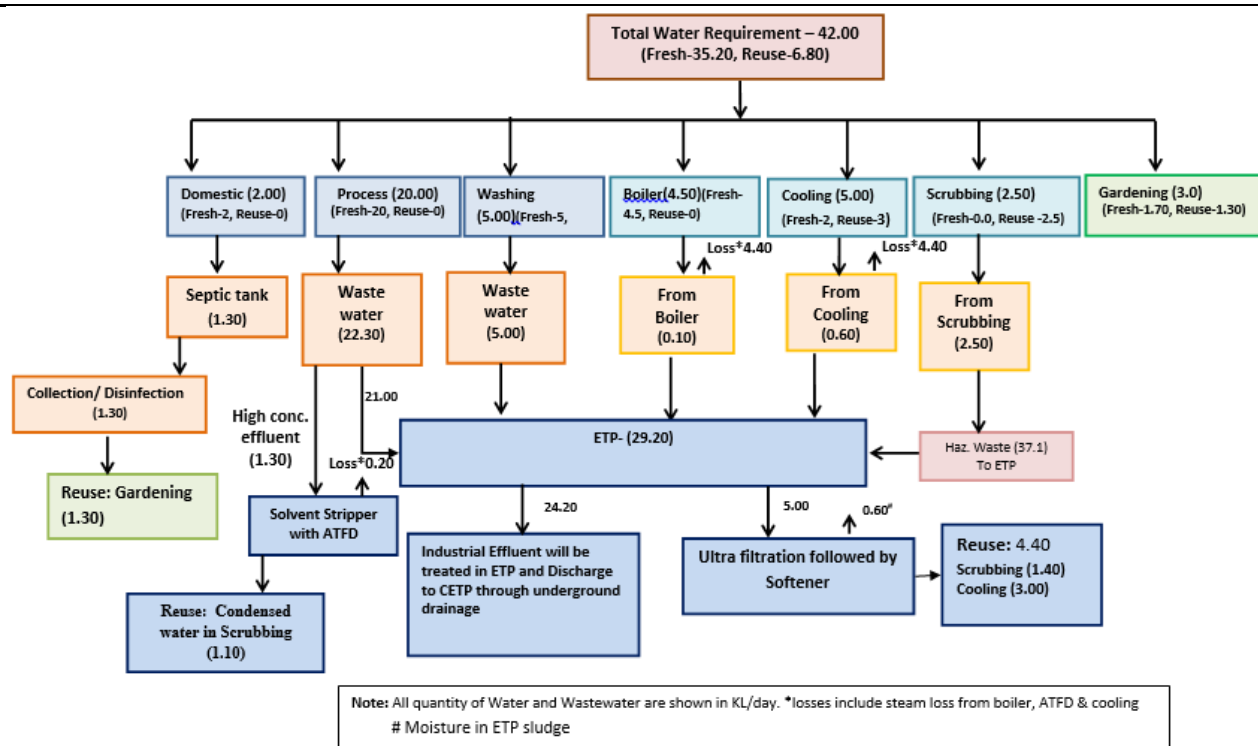 Total Water Requirement – 42.00
(Fresh-35.20, Reuse-6.80)
Domestic (2.00)
(Fresh-2, Reuse-0)
Process (20.00)
(Fresh-20, Reuse-0)
Washing
(5.00)(Fresh-5,
Boiler(4.50)(Fresh-
4.5, Reuse-0)
Cooling (5.00)
(Fresh-2, Reuse-3)
Scrubbing (2.50)
(Fresh-0.0, Reuse -2.5)
Gardening (3.0)
(Fresh-1.70, Reuse-1.30)
Loss*4.40
Loss*4.40
Septic tank
(1.30)
Waste
water
(22.30)
Waste
water
(5.00)
From
Boiler
(0.10)
From
Cooling
(0.60)
From
Scrubbing
(2.50)
Collection/ Disinfection
(1.30)
High conc.
effluent
(1.30)
21.00
Loss*0.20
ETP- (29.20)
Haz. Waste (37.1)
To ETP
Reuse: Gardening
(1.30)
Solvent Stripper
with ATFD
24.20
5.00
0.60#
Industrial Effluent will be
treated in ETP and Discharge
to CETP through underground
drainage
Ultra filtration followed by
Softener
Reuse: 4.40
Scrubbing (1.40)
Cooling (3.00)
Reuse: Condensed
water in Scrubbing
(1.10)
Note: All quantity of Water and Wastewater are shown in KL/day. *losses include steam loss from boiler, ATFD & cooling
# Moisture in ETP sludge